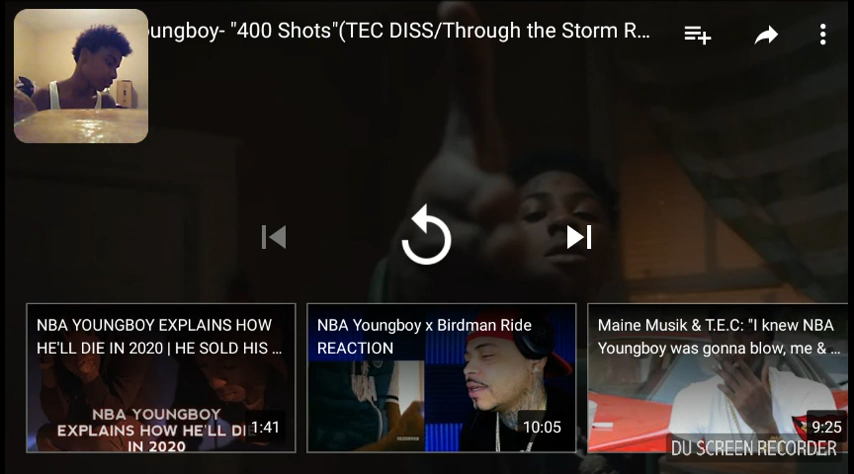 oungboy- "400 Shots"(TEC DISS/Through the Storm R...
NBA YOUNGBOY EXPLAINS HOW
HE'LL DIE IN 2020 | HE SOLD HIS ...
NBA YOUNGBOY
EXPLAINS HOW HE'LL DI
IN 2020
1:41
NBA Youngboy x Birdman Ride
REACTION
10:05
Maine Musik & T.E.C: "I knew NBA
Youngboy was gonna blow, me & ...
9:25
DU SCREEN RECORDER